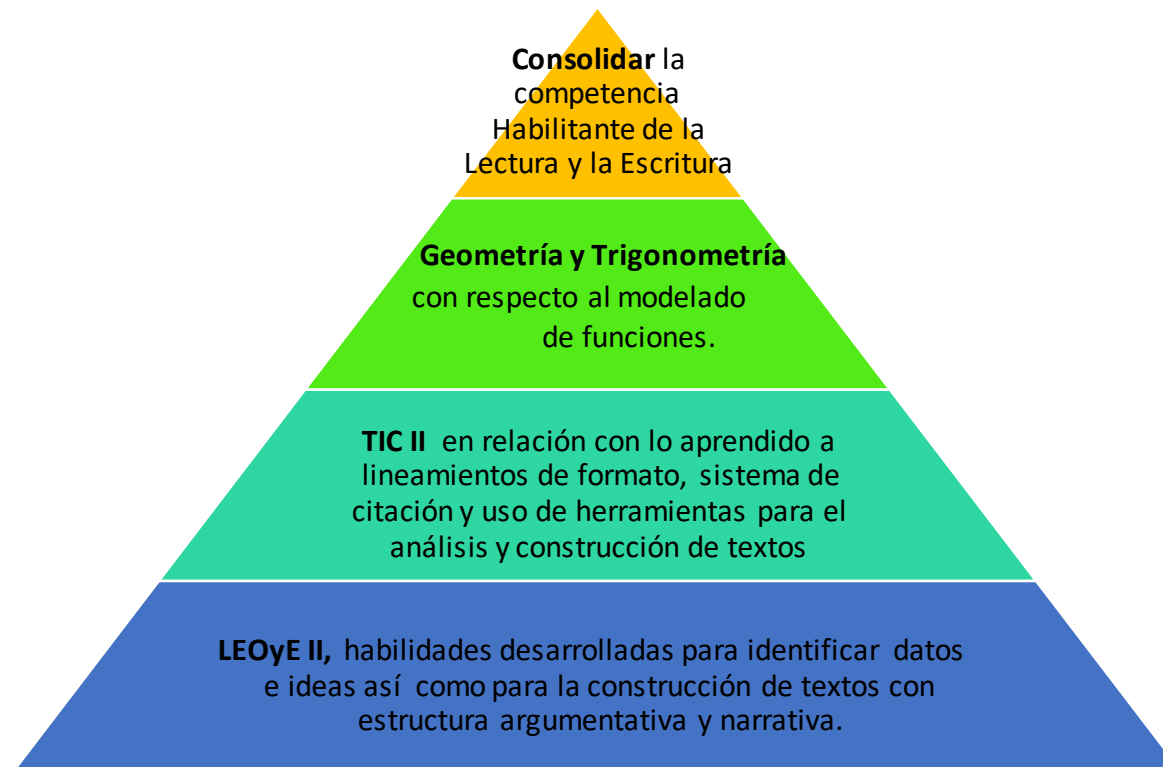 Consolidar la
competencia
Habilitante de la
Lectura y la Escritura
Geometría y Trigonometría
con respecto al modelado
de funciones.
TIC II en relación con lo aprendido a
lineamientos de formato, sistema de
citación y uso de herramientas para el
análisis y construcción de textos
LEOyE II, habilidades desarrolladas para identificar datos
e ideas así como para la construcción de textos con
estructura argumentativa y narrativa.